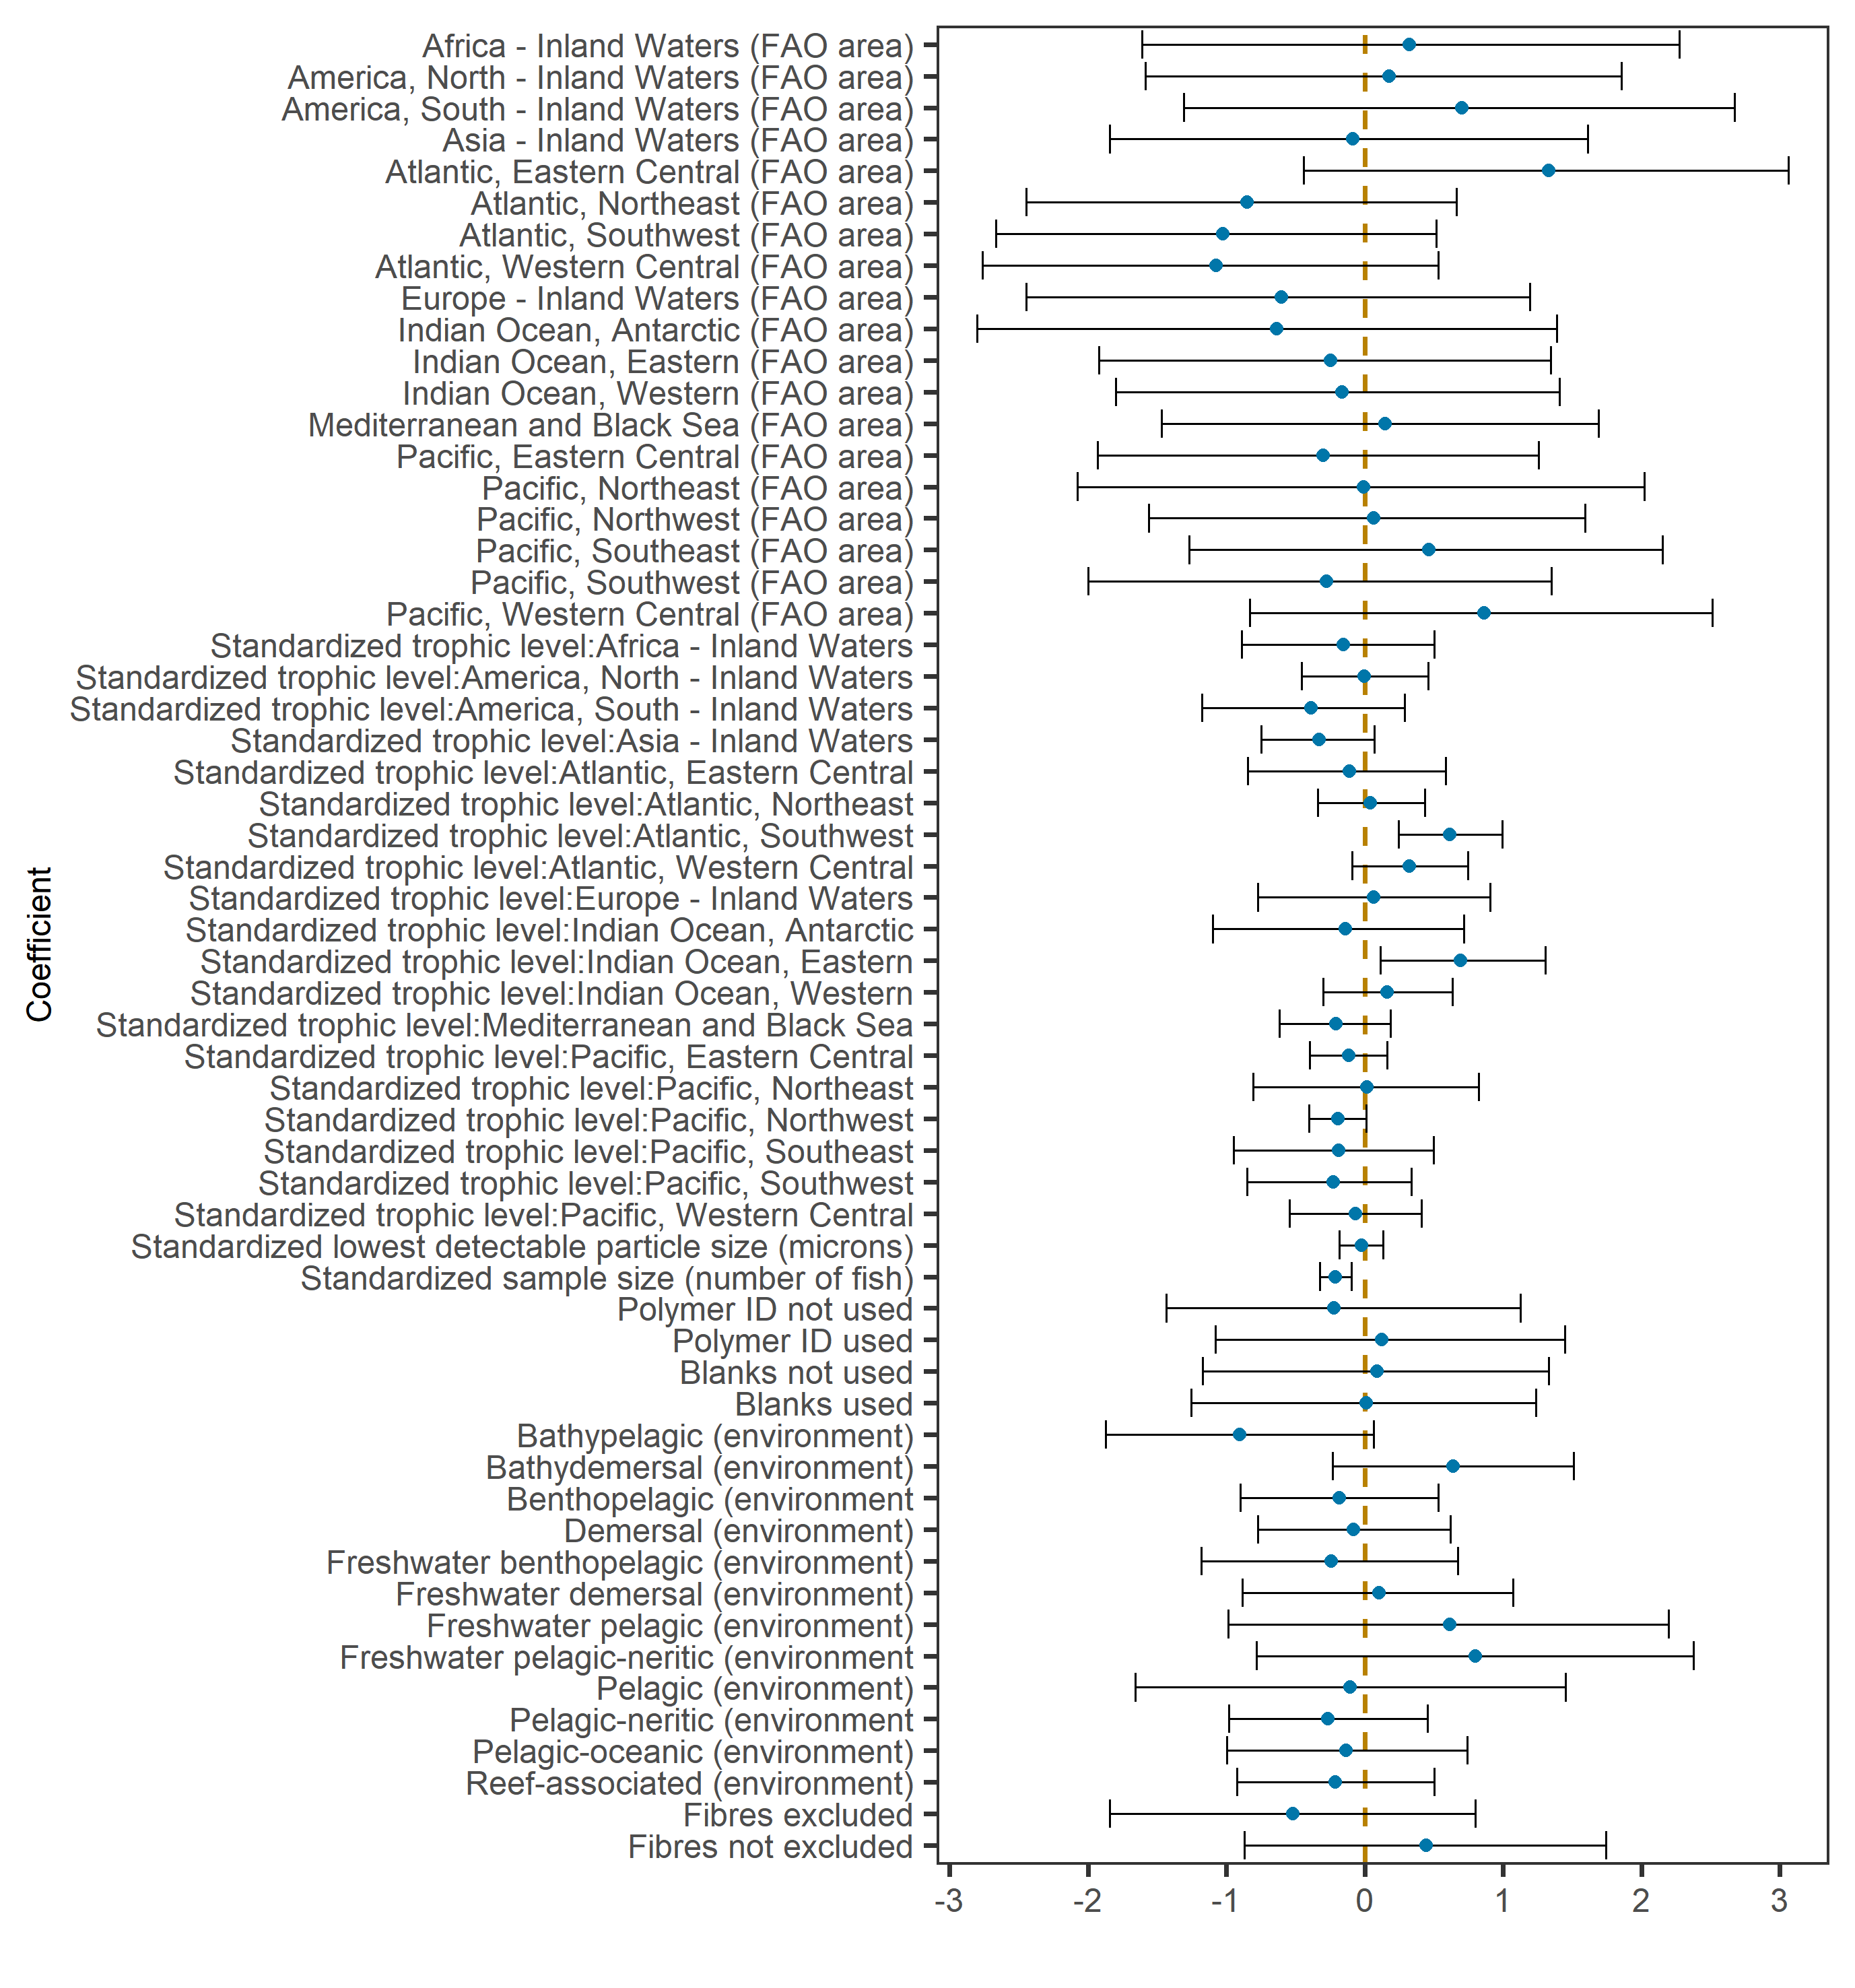 Africa - Inland Waters (FAO area)
America, North - Inland Waters (FAO area)
America, South - Inland Waters (FAO area)
Asia - Inland Waters (FAO area)
Atlantic, Eastern Central (FAO area)
Atlantic, Northeast (FAO area)
Atlantic, Southwest (FAO area)
Atlantic, Western Central (FAO area)
Europe - Inland Waters (FAO area)
Indian Ocean, Antarctic (FAO area)
Indian Ocean, Eastern (FAO area)
Indian Ocean, Western (FAO area)
Mediterranean and Black Sea (FAO area)
Pacific, Eastern Central (FAO area)
Pacific, Northeast (FAO area)
Pacific, Northwest (FAO area)
Pacific, Southeast (FAO area)
Pacific, Southwest (FAO area)
Pacific, Western Central (FAO area)
Standardized trophic level:Africa - Inland Waters
Standardized trophic level:America, North - Inland Waters
Standardized trophic level:America, South - Inland Waters
Standardized trophic level:Asia - Inland Waters
Standardized trophic level:Atlantic, Eastern Central
Standardized trophic level:Atlantic, Northeast
Standardized trophic level:Atlantic, Southwest
Standardized trophic level:Atlantic, Western Central
Standardized trophic level:Europe - Inland Waters
Standardized trophic level:Indian Ocean, Antarctic
Standardized trophic level:Indian Ocean, Eastern
Standardized trophic level:Indian Ocean, Western
Standardized trophic level:Mediterranean and Black Sea
Standardized trophic level:Pacific, Eastern Central
Standardized trophic level:Pacific, Northeast
Standardized trophic level:Pacific, Northwest
Standardized trophic level:Pacific, Southeast
Standardized trophic level:Pacific, Southwest
Standardized trophic level:Pacific, Western Central
Standardized lowest detectable particle size (microns)
Standardized sample size (number of fish)
Polymer ID not used
Polymer ID used
Blanks not used
Blanks used
Bathypelagic (environment)
Bathydemersal (environment)
Benthopelagic (environment
Demersal (environment)
Freshwater benthopelagic (environment)
Freshwater demersal (environment)
Freshwater pelagic (environment)
Freshwater pelagic-neritic (environment
Pelagic (environment)
Pelagic-neritic (environment
Pelagic-oceanic (environment)
Reef-associated (environment)
Fibres excluded
Fibres not excluded
Coefficient
-3 -2 -1 0 1 2 3